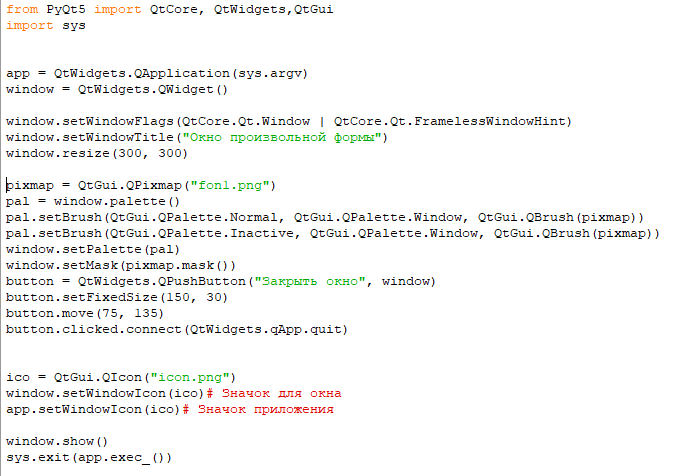 from PyQt5 import QtCore, QtWidgets,QtGui
import sys
app = QtWidgets.QApplication(sys.argv)
window = QtWidgets.QWidget()
window.setWindowFlags(QtCore.Qt.Window | QtCore.Qt.FramelessWindowHint)
window.setWindowTitle("Окно произвольной формы")
window.resize(300, 300)
pixmap = QtGui.QPixmap("fon1.png")
pal = window.palette()
pal.setBrush(QtGui.QPalette.Normal, QtGui.QPalette.Window, QtGui.QBrush(pixmap))
pal.setBrush(QtGui.QPalette.Inactive, QtGui.QPalette.Window, QtGui.QBrush(pixmap))
window.setPalette(pal)
window.setMask(pixmap.mask())
button = QtWidgets.QPushButton("Закрыть окно", window)
button.setFixedSize(150, 30)
button.move(75, 135)
button.clicked.connect(QtWidgets.qApp.quit)
ico = QtGui.QIcon("icon.png")
window.setWindowIcon(ico)# Значок для окна
app.setWindowIcon(ico)# Значок приложения
window.show()
sys.exit(app.exec_())